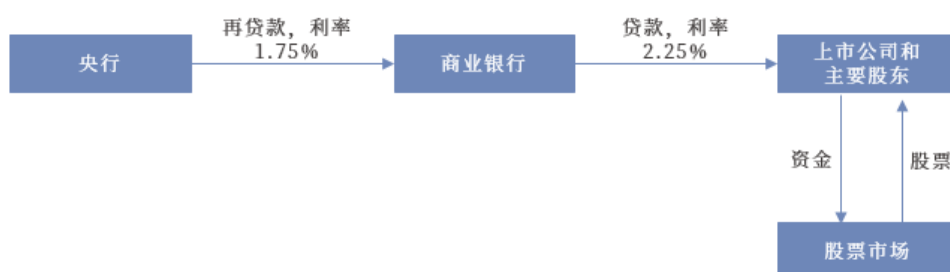 再贷款，利率
1.75%
贷款，利率
2.25%
央行
商业银行
上市公司和
主要股东
资金
股票
股票市场